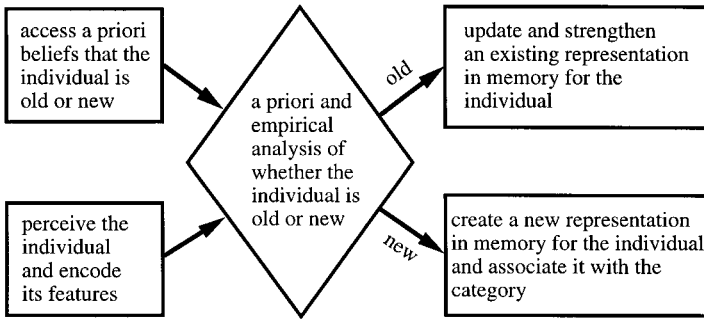 access a priori
beliefs that the
individual is
old or new
perceive the
individual
and encode
its features
a priori and
empirical
analysis of
whether the
individual is
old or new
old
new
update and strengthen
an existing representation
in memory for the
individual
create a new representation
in memory for the individual
and associate it with the
category